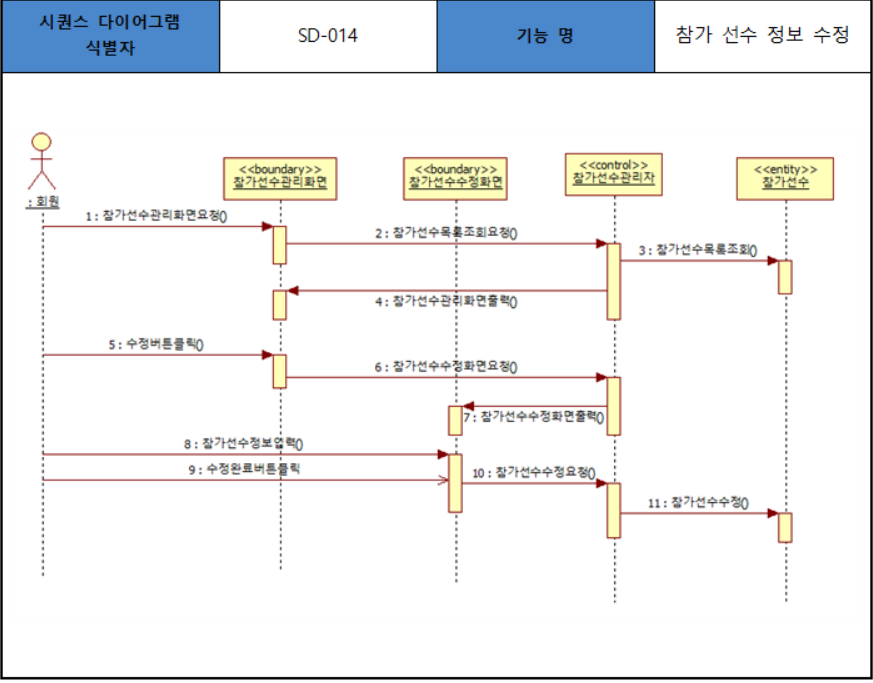 시퀀스 다이어그램
식별자
SD-014
기능 명
참가 선수 정보 수정
<<boundary>>
참가선수관리화면
<<boundary>>
참가선수수정화면
<<control>>
참가선수관리자
<<entity>>
참가선수
: 회원
1 : 참가선수관리화면요청()
2 : 참가선수목록조회요청()
3 : 참가선수목록조회()
4 : 참가선수관리화면출력()
5 : 수정버튼클릭()
6 : 참가선수수정화면요청()
7 : 참가선수수정화면출력()
8 : 참가선수정보입력()
9 : 수정완료버튼클릭
10 : 참가선수수정요청()
11 : 참가선수수정()